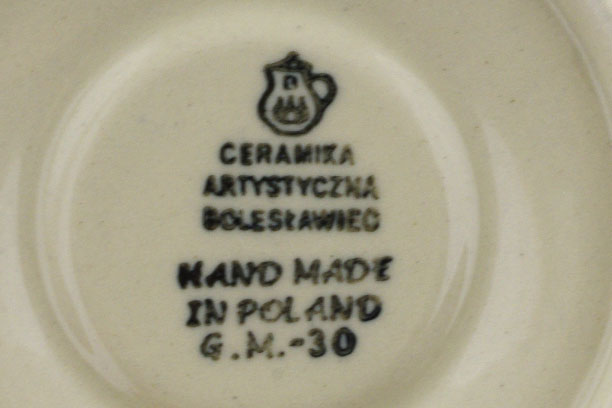 CERAMIKA
ARTYSTYCZNA
BOLESŁAWIEC
HAND MADE
IN POLAND
G.M.-30